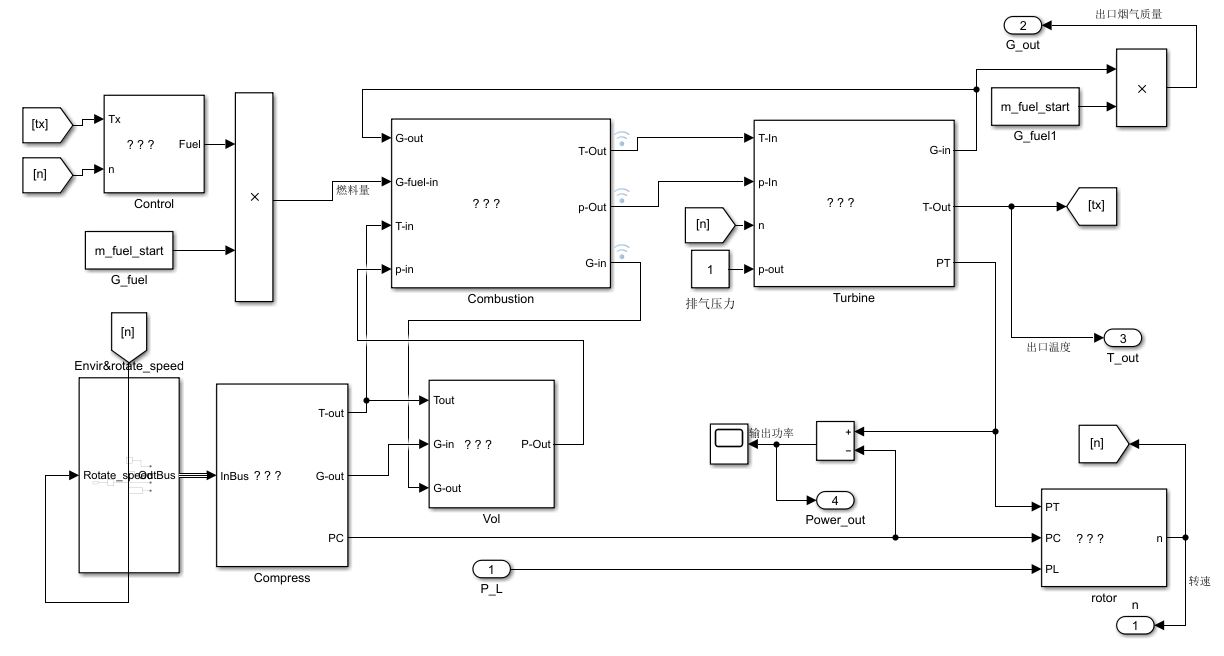 出口烟气质量
2
G_out
×
m_fuel_start
G_fuel1
[tx]
[n]
Tx
n
? ? ?
Fuel
Control
m_fuel_start
G_fuel
×
燃料量
G-out
G-fuel-in
T-in
p-in
? ? ?
T-Out
p-Out
G-in
Combustion
[n]
1
排气压力
T-In
p-In
n
p-out
? ? ?
G-in
T-Out
PT
Turbine
[tx]
出口温度
3
T_out
[n]
Envir&rotate_speed
Rotate_speed
OutBus
InBus
? ? ?
T-out
G-out
PC
Compress
Tout
G-in
G-out
? ? ?
P-Out
Vol
输出功率
+
−
4
Power_out
1
P_L
[n]
PT
PC
PL
? ? ?
n
rotor
转速
n
1